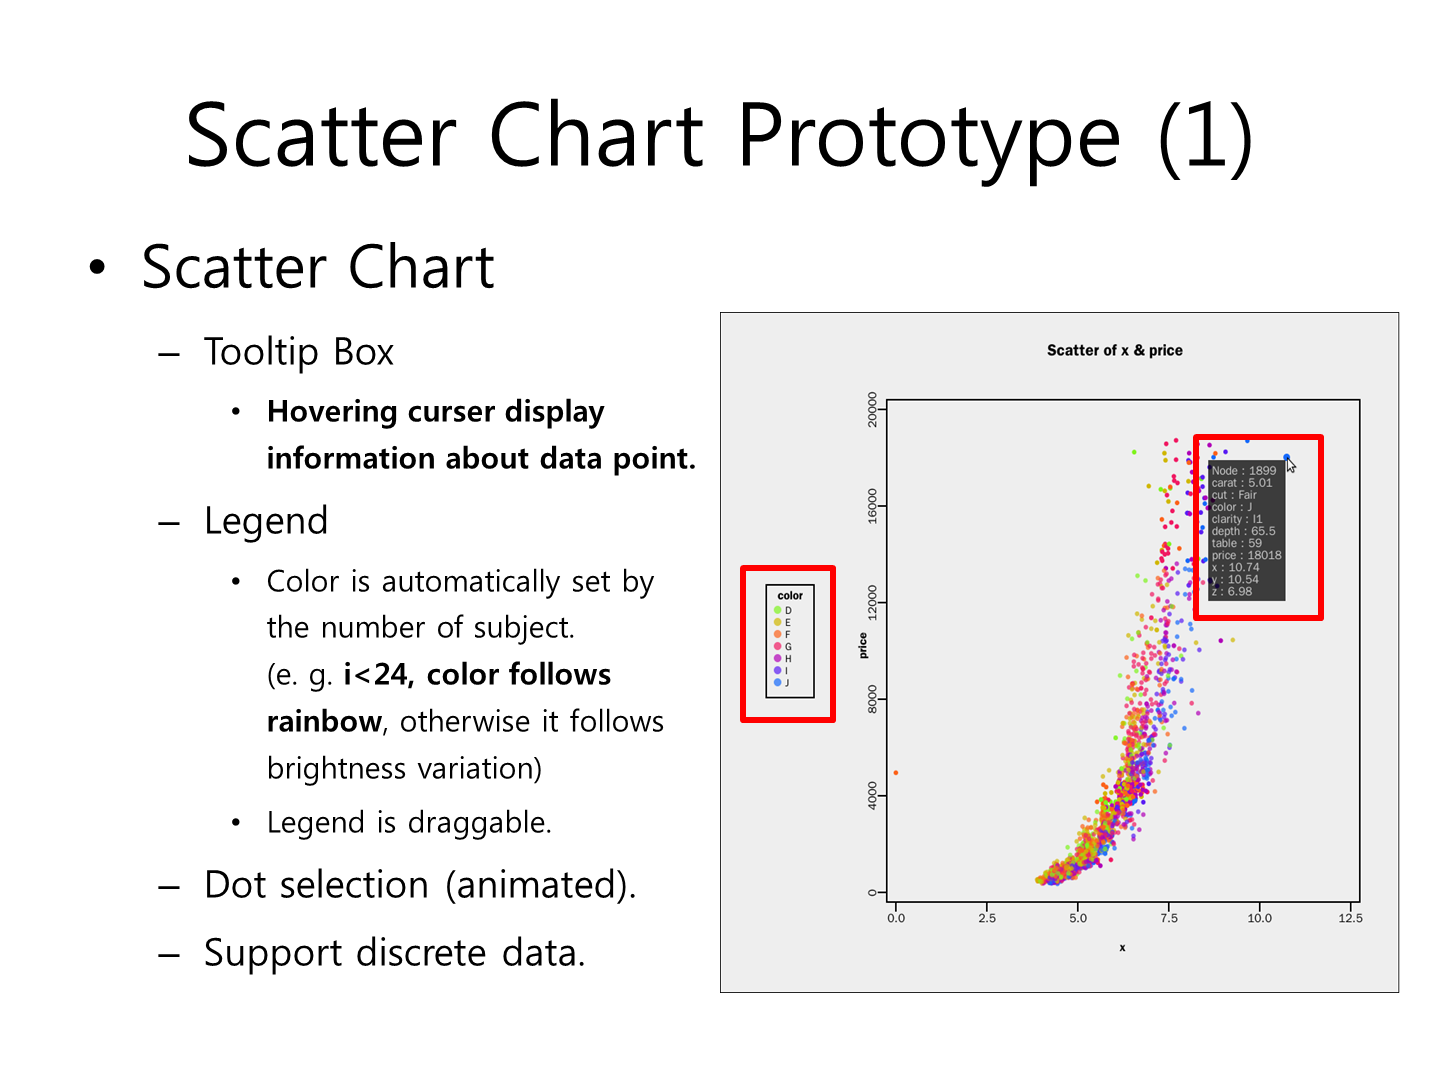 Scatter Chart Prototype (1)
• Scatter Chart
– Tooltip Box
• Hovering curser display
information about data point.
– Legend
• Color is automatically set by
the number of subject.
(e. g. i<24, color follows
rainbow, otherwise it follows
brightness variation)
• Legend is draggable.
– Dot selection (animated).
– Support discrete data.
Scatter of x & price
color
D
E
F
G
H
I
J
price
20000
16000
12000
8000
4000
0
Node : 1899
carat : 5.01
cut : Fair
color : J
clarity : I1
depth : 65.5
table : 59
price : 18018
x : 10.74
y : 10.54
z : 6.98
0.0 2.5 5.0 7.5 10.0 12.5
x